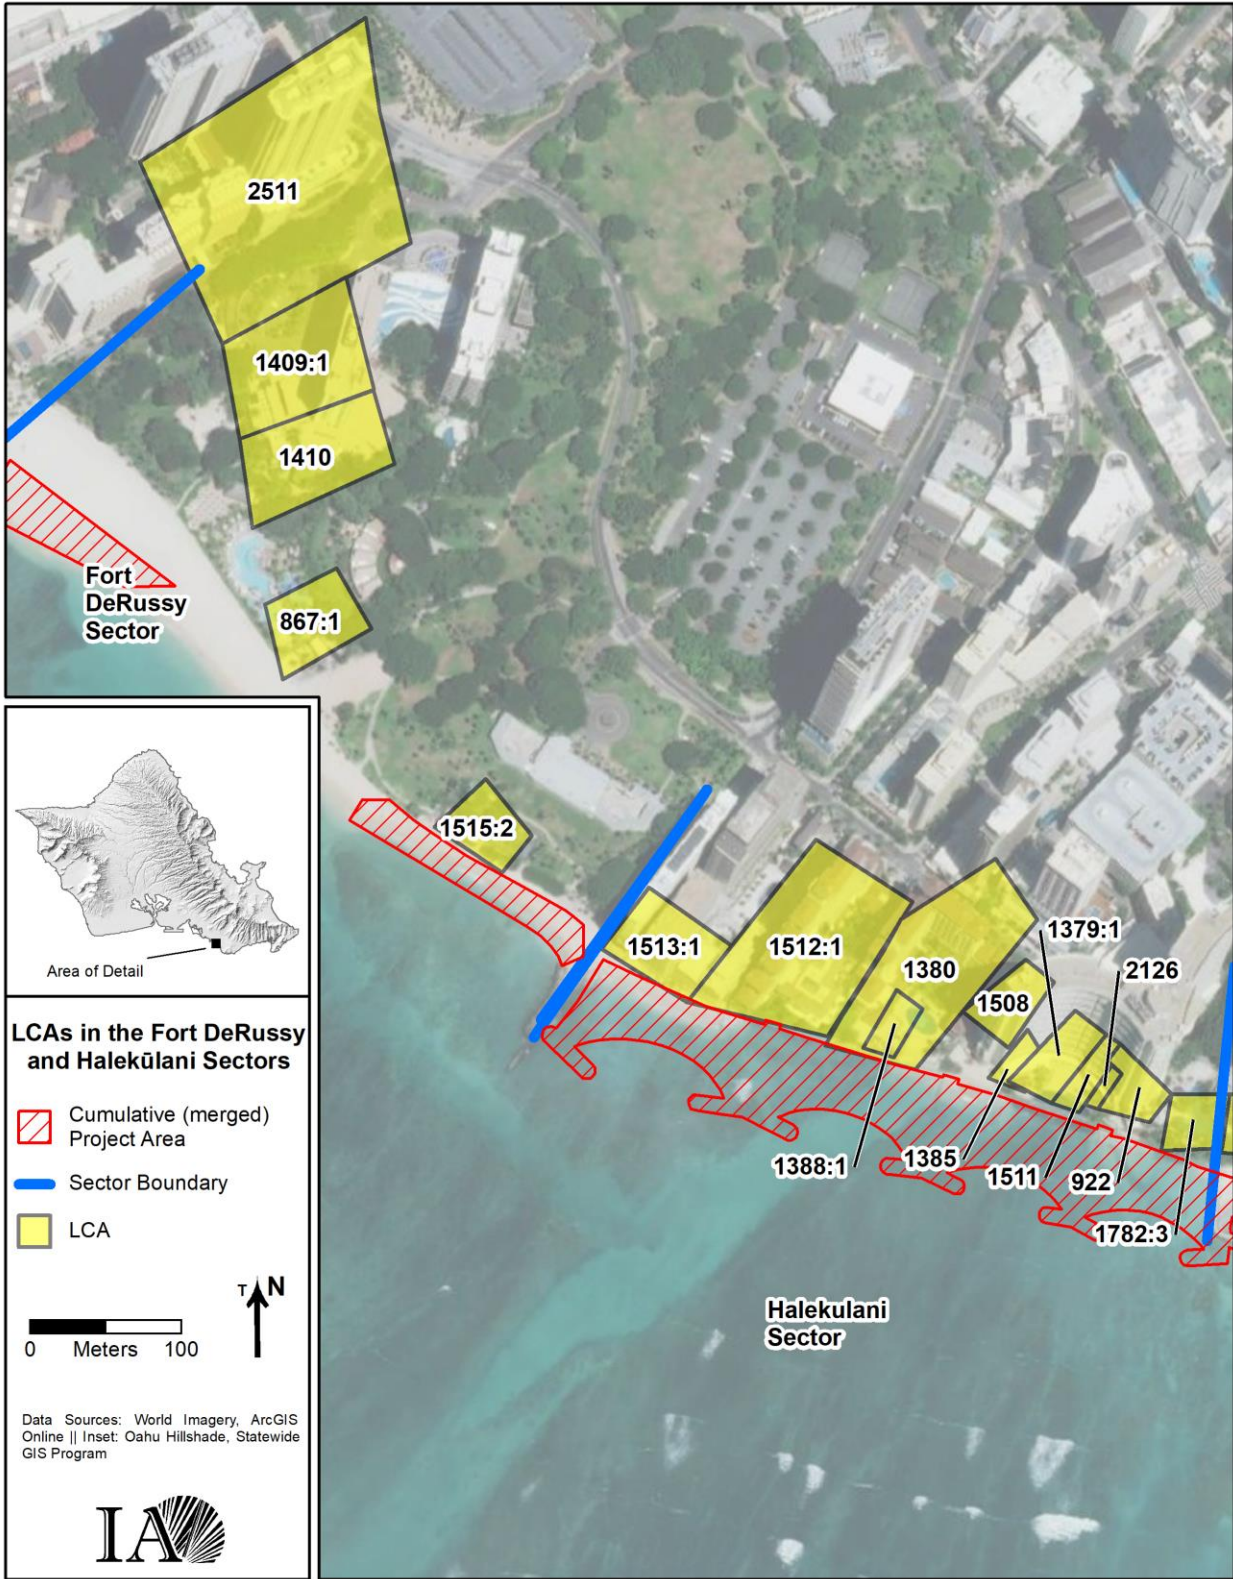 2511
1409:1
1410
Fort
DeRussy
Sector
867:1
1515:2
1513:1
1512:1
1380
1379:1
2126
1508
1388:1
1385
1511
922
1782:3
Halekulani
Sector
Area of Detail
LCAs in the Fort DeRussy
and Halekūlani Sectors
Cumulative (merged)
Project Area
Sector Boundary
LCA
T N
0 Meters 100
Data Sources: World Imagery, ArcGIS
Online || Inset: Oahu Hillshade, Statewide
GIS Program
IA